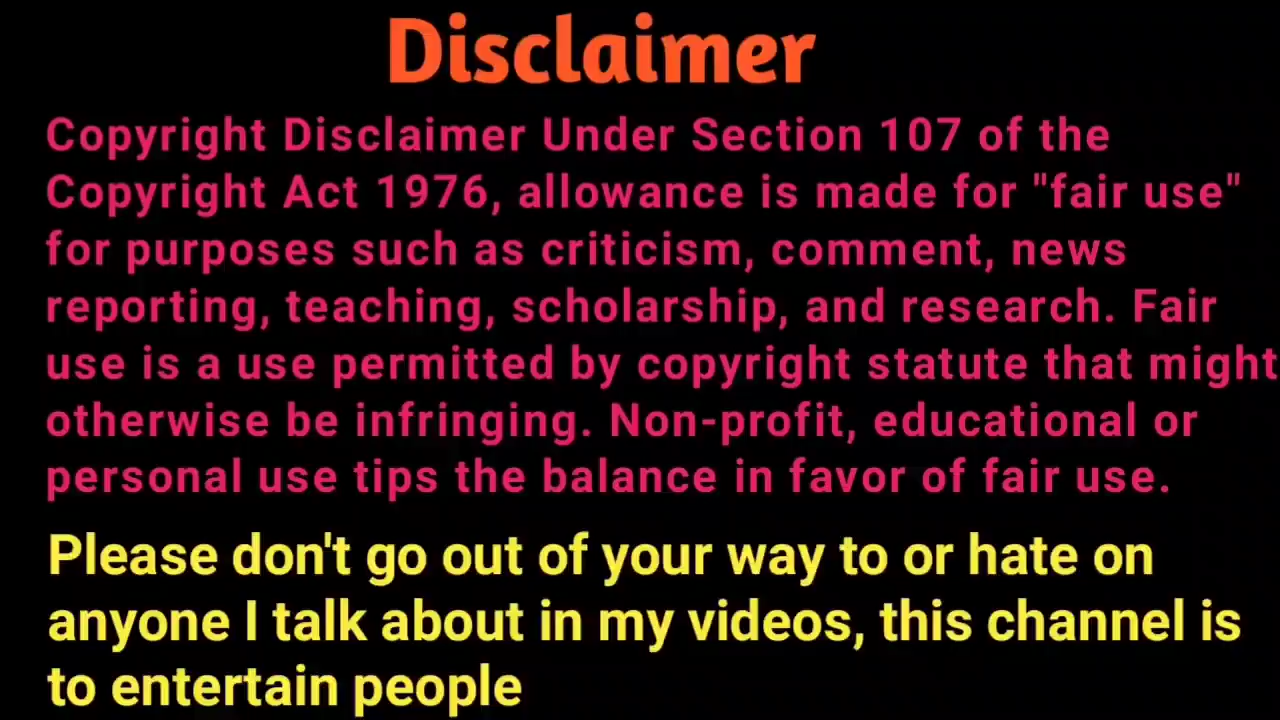 Disclaimer
Copyright Disclaimer Under Section 107 of the
Copyright Act 1976, allowance is made for "fair use"
for purposes such as criticism, comment, news
reporting, teaching, scholarship, and research. Fair
use is a use permitted by copyright statute that might
otherwise be infringing. Non-profit, educational or
personal use tips the balance in favor of fair use.
Please don't go out of your way to or hate on
anyone I talk about in my videos, this channel is
to entertain people